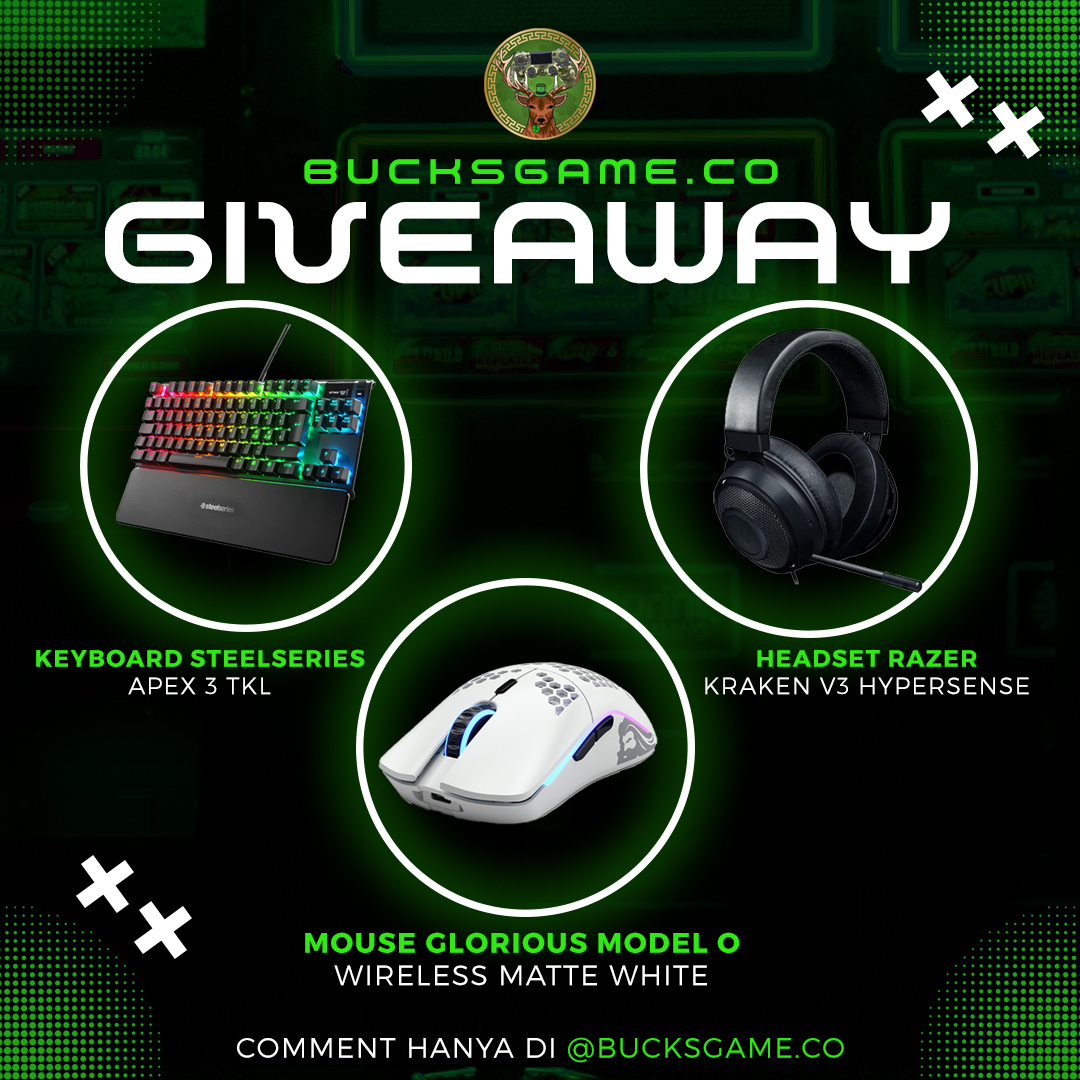 BUCKSGAME.CO
GIVEAWAY
steelseries
KEYBOARD STEELSERIES
APEX 3 TKL
HEADSET RAZER
KRAKEN V3 HYPERSENSE
MOUSE GLORIOUS MODEL O
WIRELESS MATTE WHITE
COMMENT HANYA DI @BUCKSGAME.CO